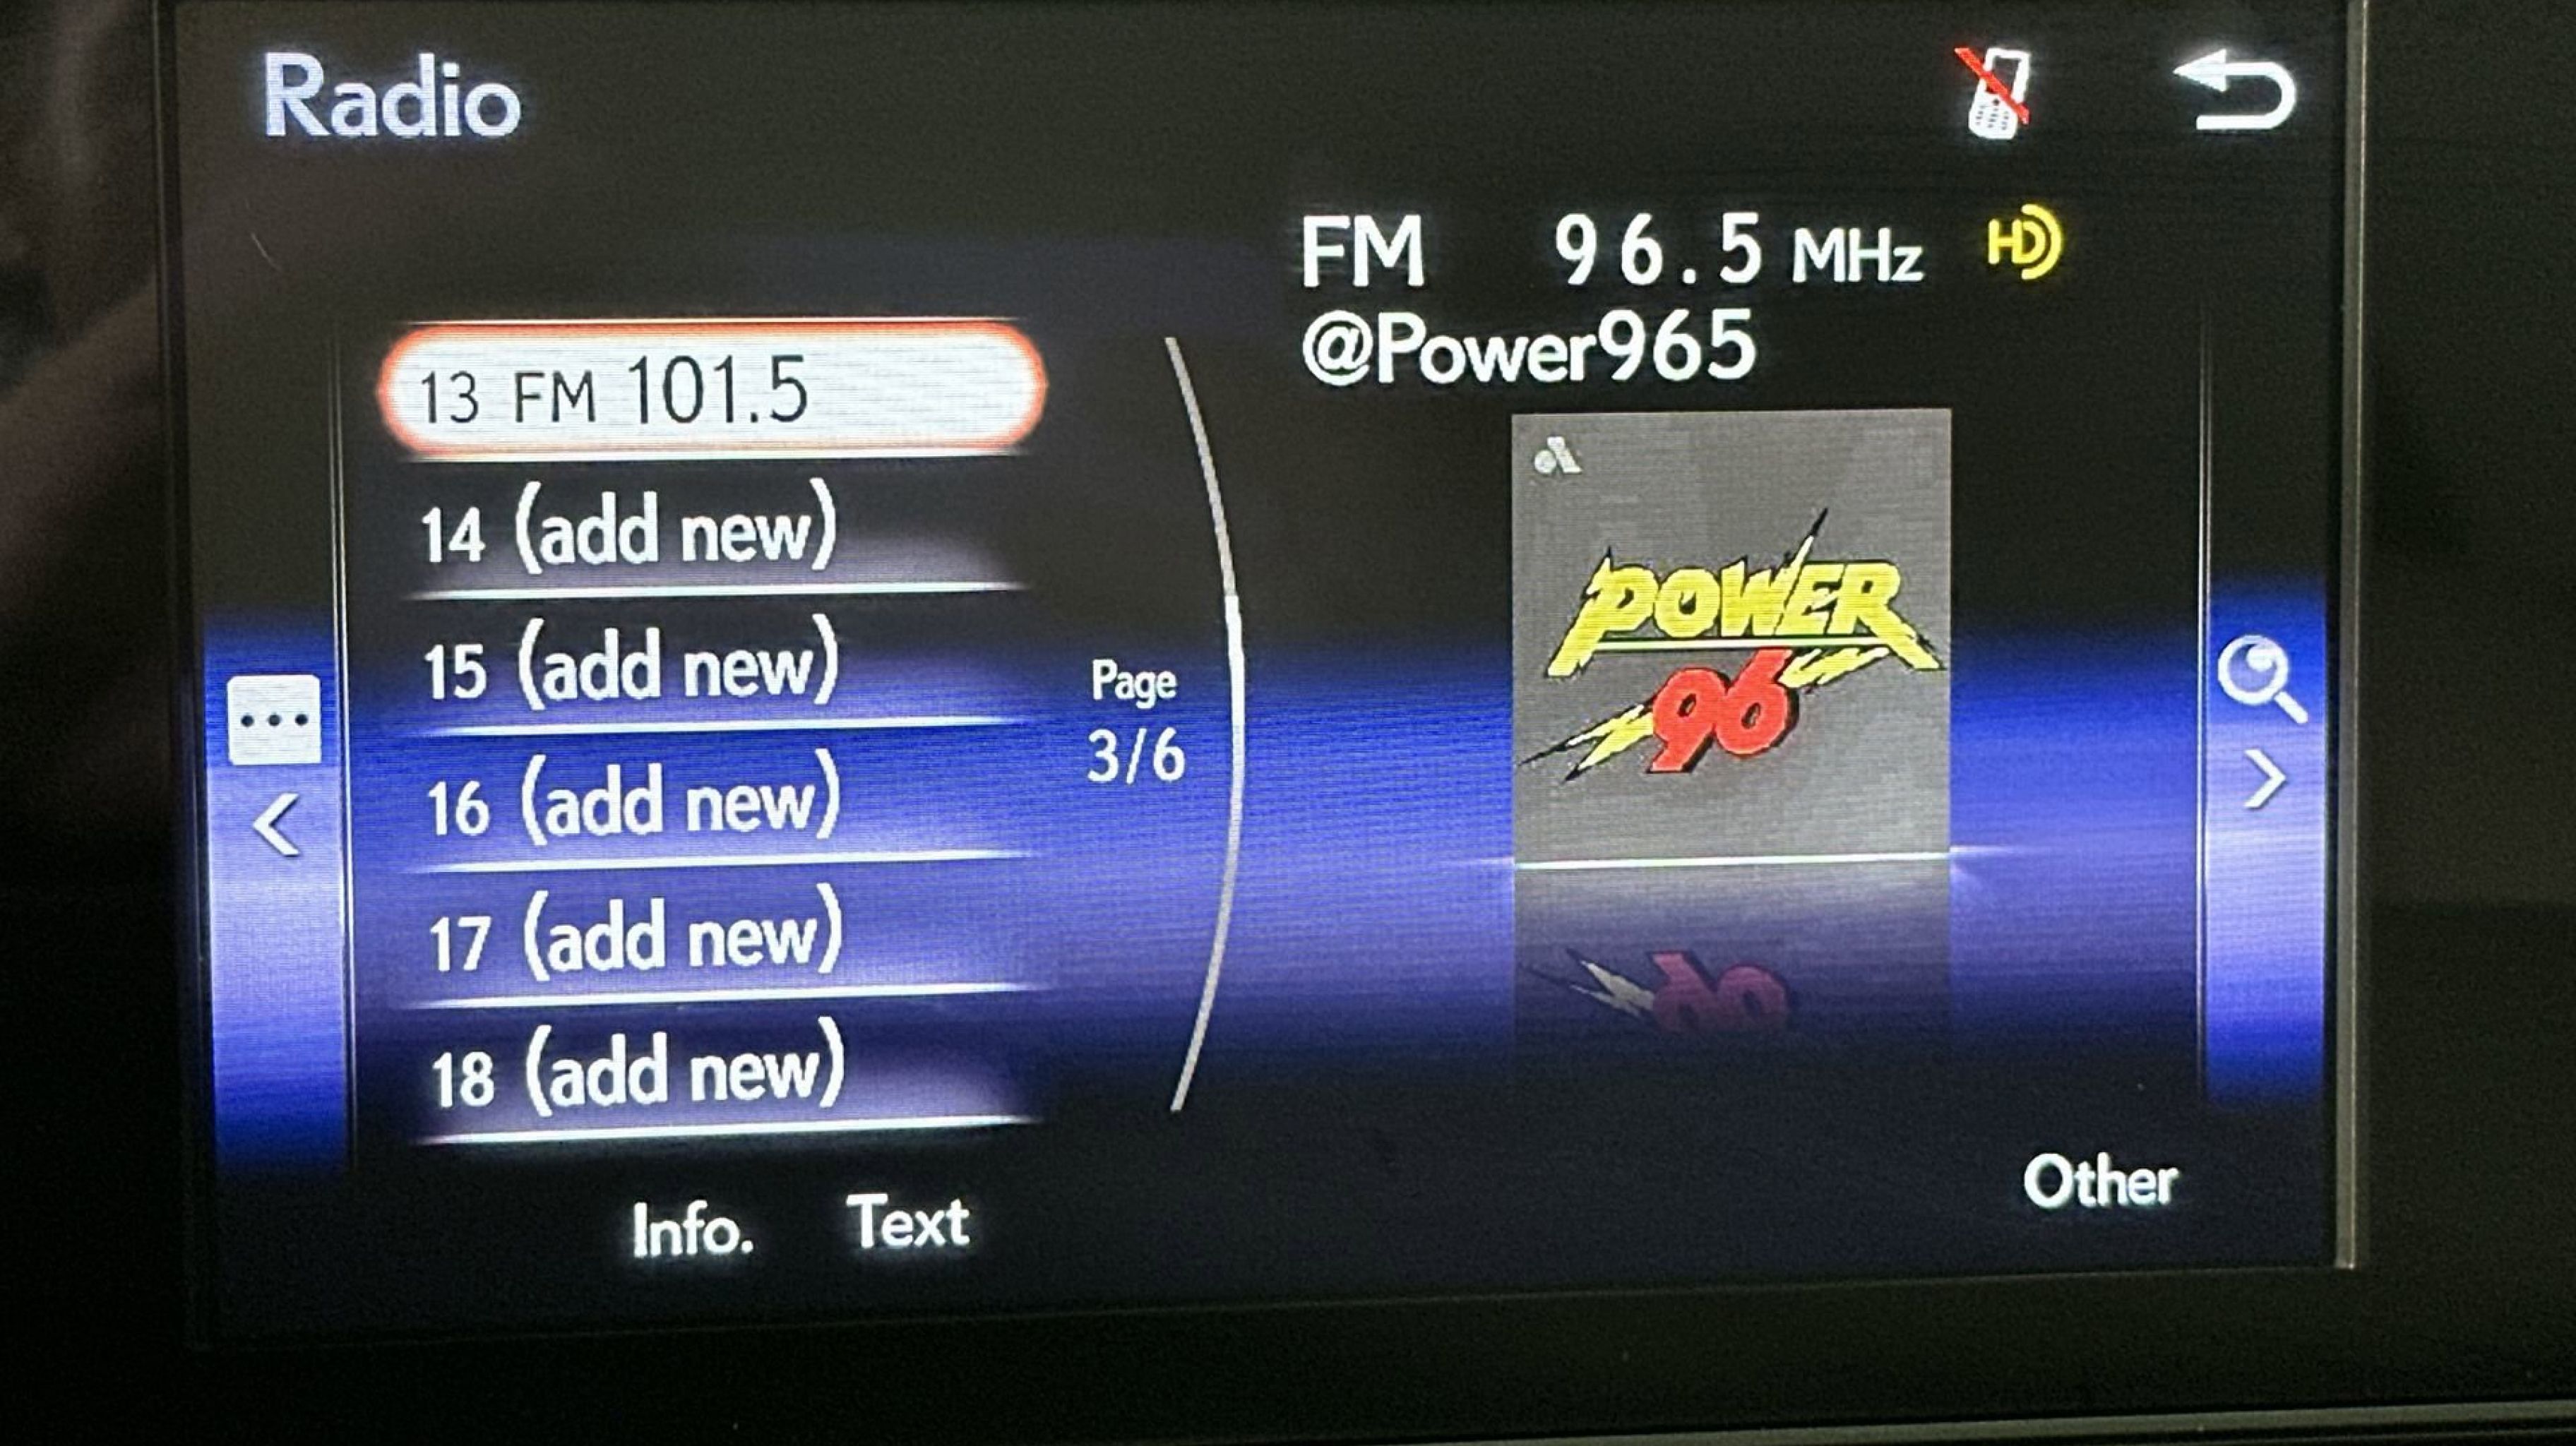 Radio
FM 96.5 MHz HD
@Power965
13 FM 101.5
14 (add new)
15 (add new)
16 (add new)
17 (add new)
18 (add new)
Page
3/6
POWER
96
Info. Text
Other